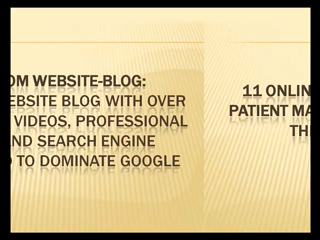 OM WEBSITE-BLOG:
EBSITE BLOG WITH OVER
VIDEOS, PROFESSIONAL
ND SEARCH ENGINE
TO DOMINATE GOOGLE
11 ONLIN
PATIENT MA
TH